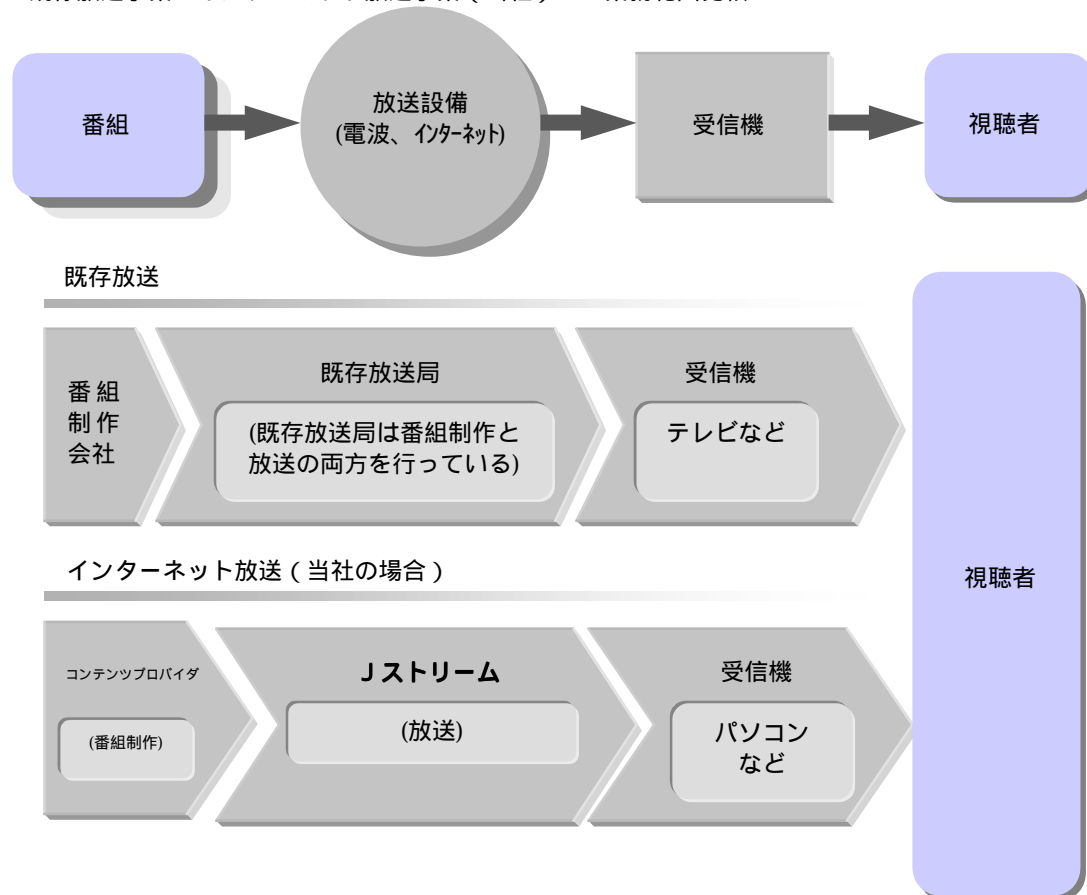 番組
放送設備
(電波、インターネット)
受信機
視聴者
既存放送
番 組
制 作
会社
既存放送局
(既存放送局は番組制作と
放送の両方を行っている)
受信機
テレビなど
視聴者
インターネット放送 ( 当社の場合 )
コンテンツプロバイダ
(番組制作)
Jストリーム
(放送)
受信機
パソコン
など